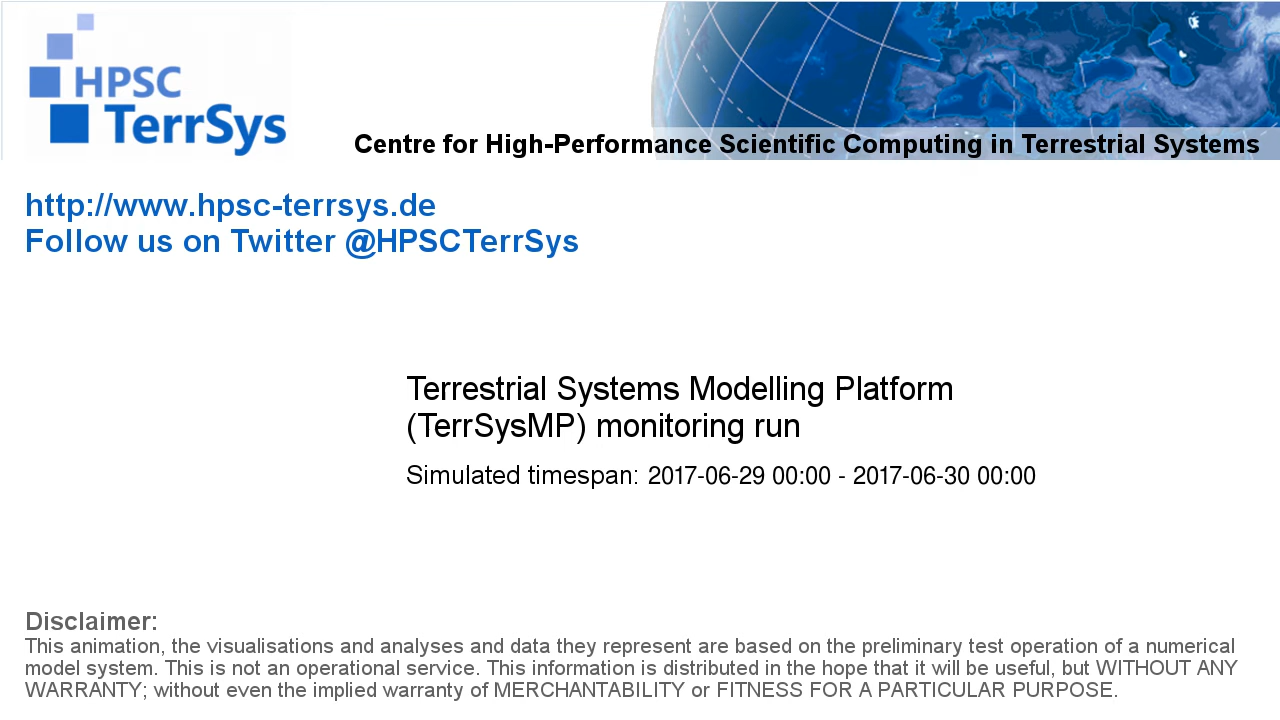 HPSC
TerrSys
Centre for High-Performance Scientific Computing in Terrestrial Systems
http://www.hpsc-terrsys.de
Follow us on Twitter @HPSCTerrSys
Terrestrial Systems Modelling Platform
(TerrSysMP) monitoring run
Simulated timespan: 2017-06-29 00:00 - 2017-06-30 00:00
Disclaimer:
This animation, the visualisations and analyses and data they represent are based on the preliminary test operation of a numerical
model system. This is not an operational service. This information is distributed in the hope that it will be useful, but WITHOUT ANY
WARRANTY; without even the implied warranty of MERCHANTABILITY or FITNESS FOR A PARTICULAR PURPOSE.